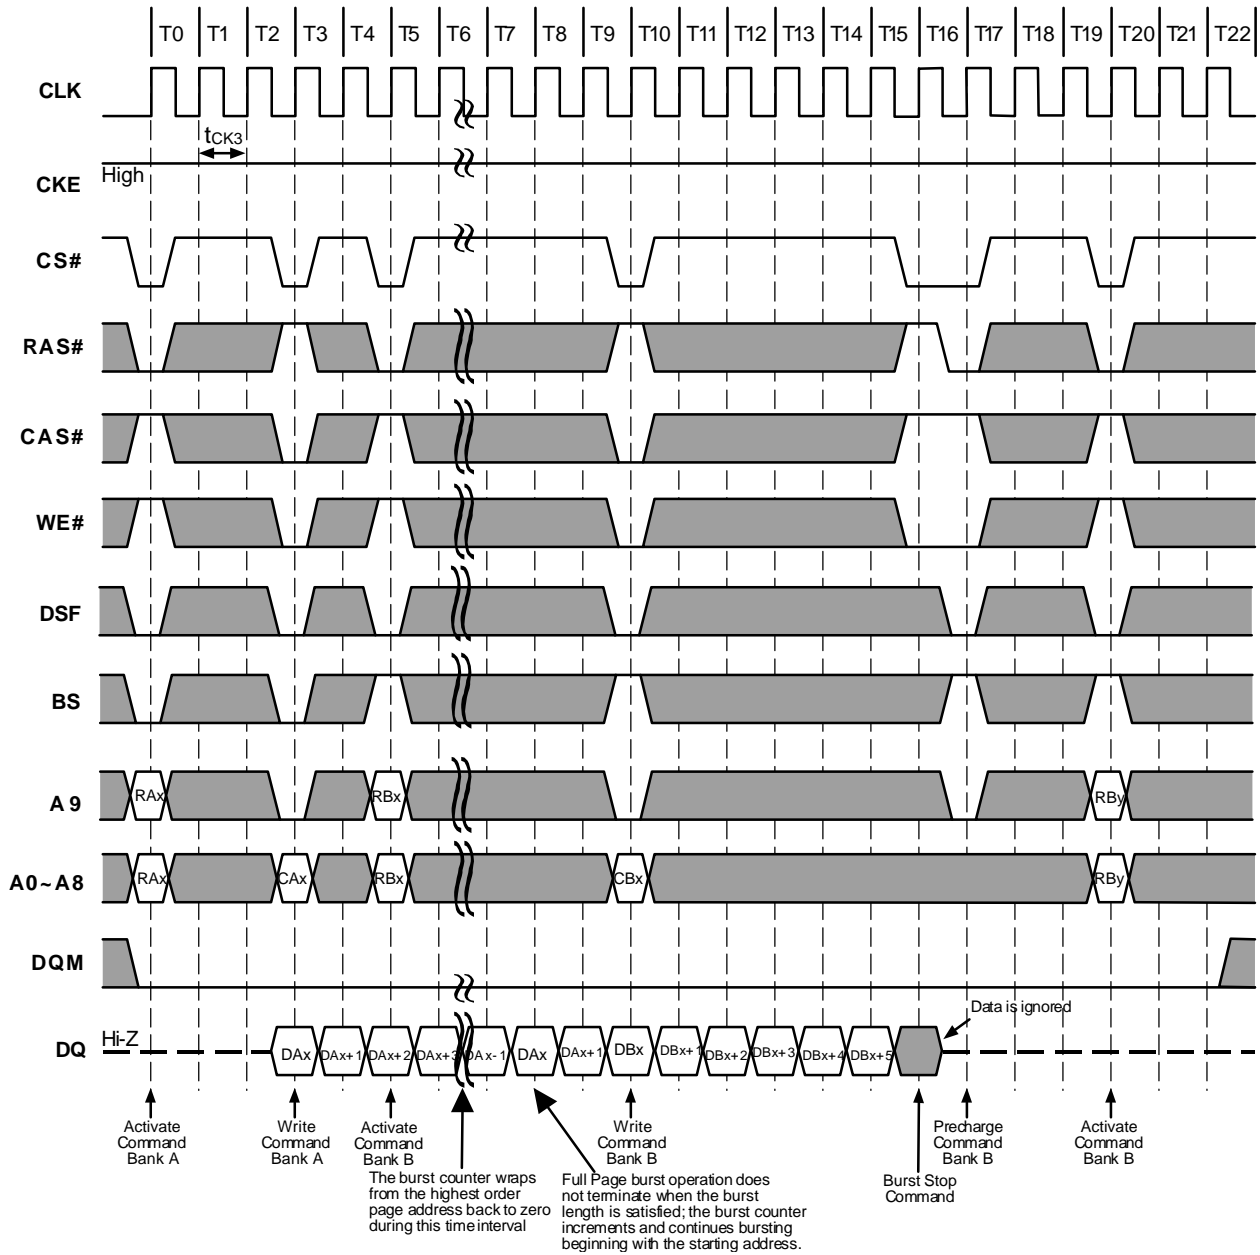 T0 T1 T2 T3 T4 T5 T6 T7 T8 T9 T10 T11 T12 T13 T14 T15 T16 T17 T18 T19 T20 T21 T22
CLK
tCK3
High
CKE
CS#
RAS#
CAS#
WE#
DSF
BS
A9
RAx RBx RBy
A0~A8
RAx CAx RBx CBx RBy
DQM
Data is ignored
Hi-Z
DQ
DAx DAx+1 DAx+2 DAx+3 DAx-1 DAx DAx+1 DBx DBx+1 DBx+2 DBx+3 DBx+4 DBx+5
Activate
Command
Bank A
Write
Command
Bank A
Activate
Command
Bank B
The burst counter wraps
from the highest order
page address back to zero
during this time interval
Full Page burst operation does
not terminate when the burst
length is satisfied; the burst counter
increments and continues bursting
beginning with the starting address.
Write
Command
Bank B
Burst Stop
Command
Precharge
Command
Bank B
Activate
Command
Bank B